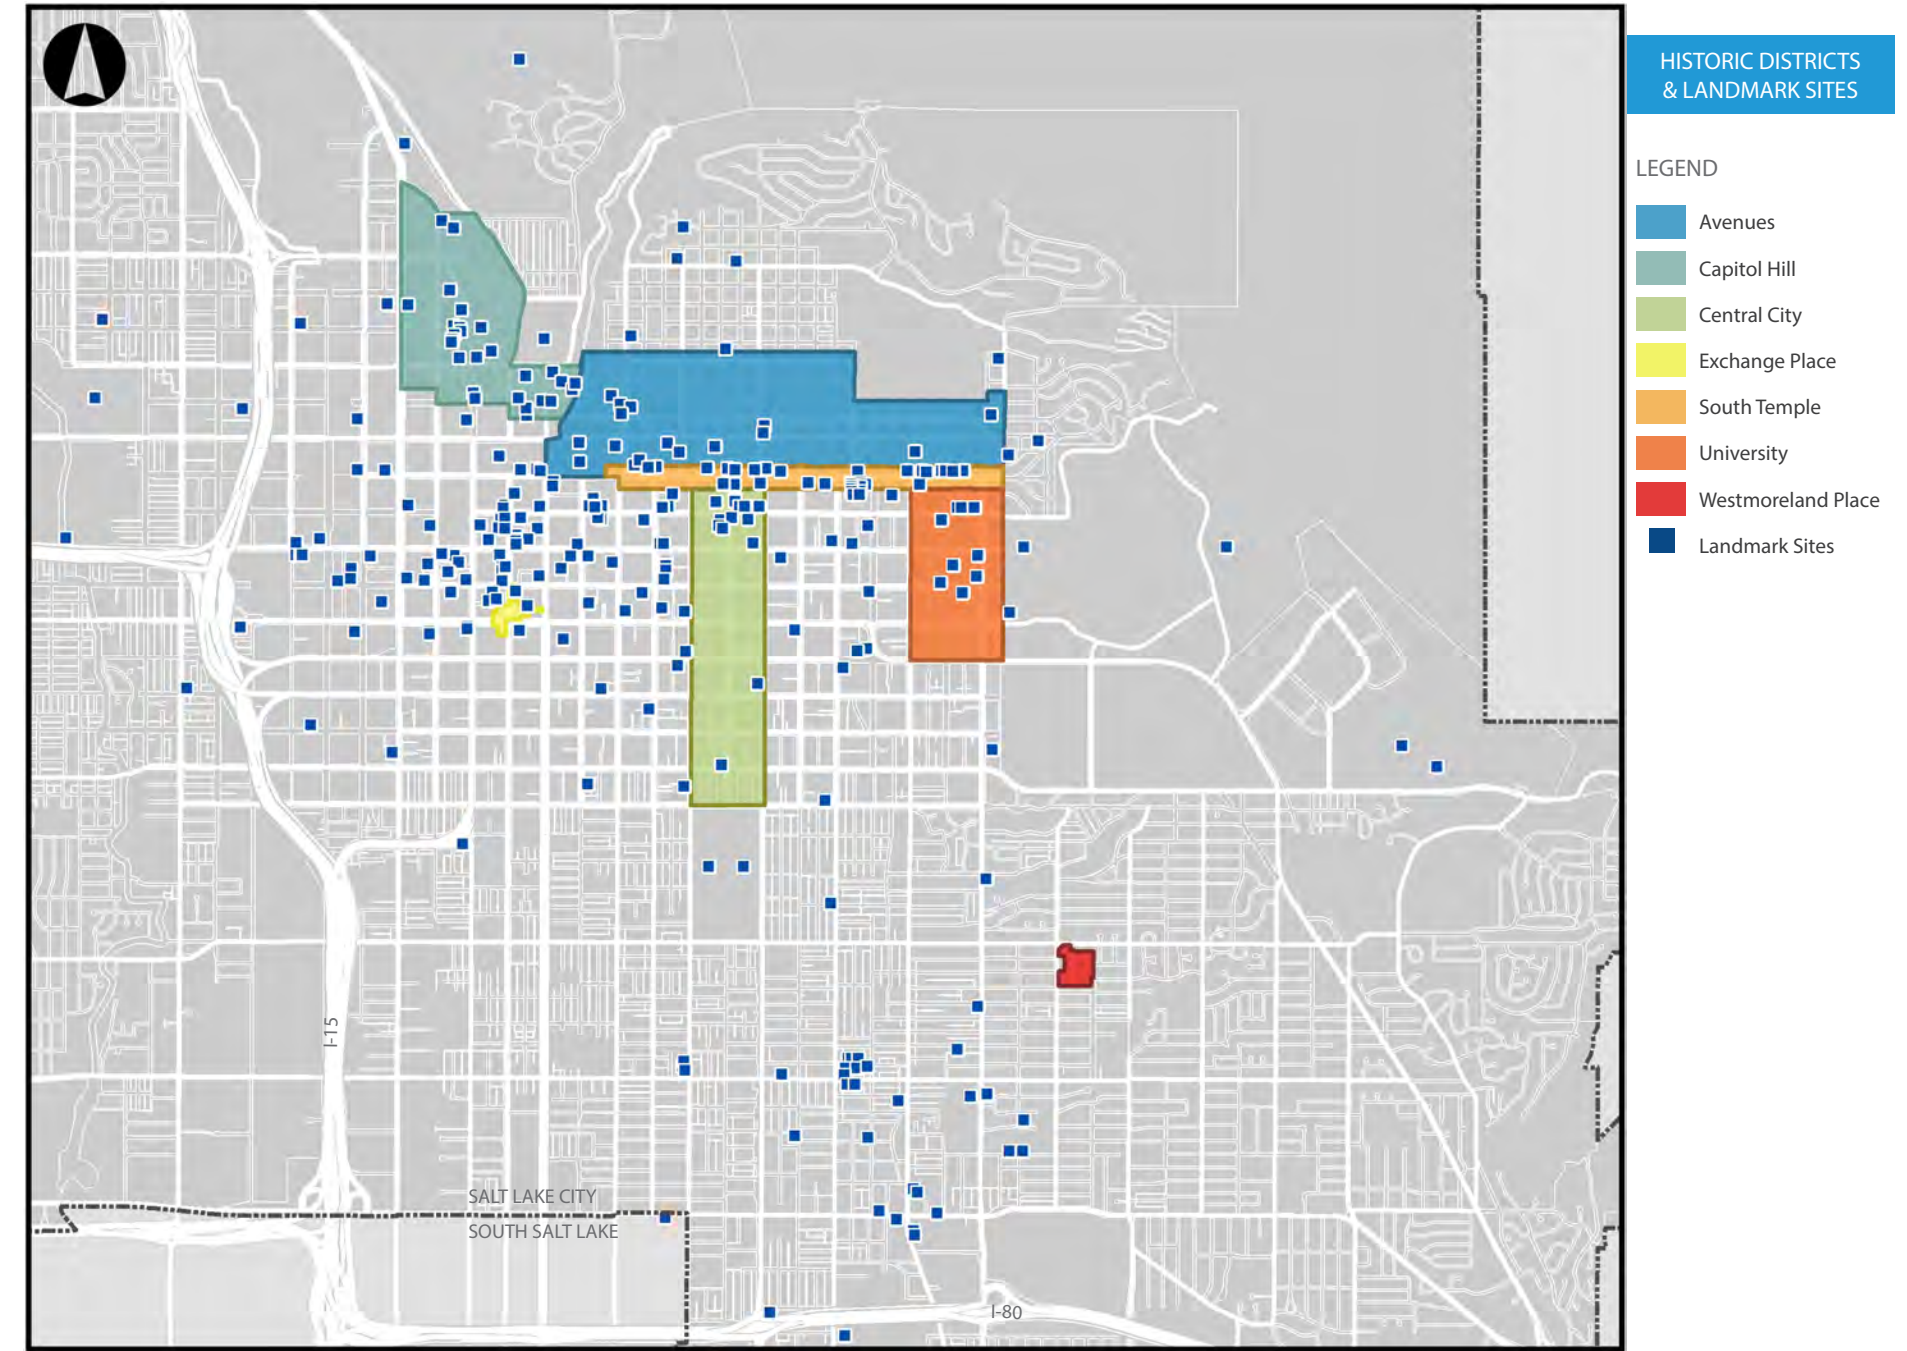 HISTORIC DISTRICTS
& LANDMARK SITES
LEGEND
Avenues
Capitol Hill
Central City
Exchange Place
South Temple
University
Westmoreland Place
Landmark Sites
I-15
SALT LAKE CITY
SOUTH SALT LAKE
I-80